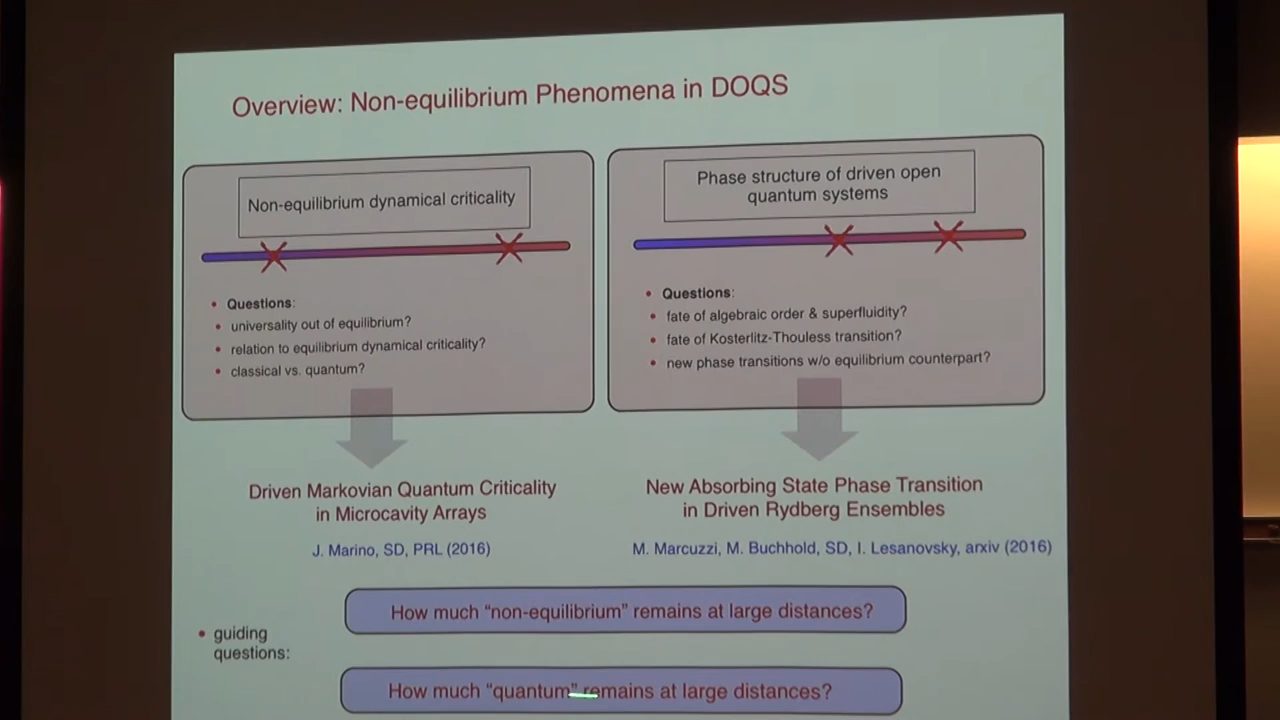 Overview: Non-equilibrium Phenomena in DOQS
Non-equilibrium dynamical criticality
• Questions:
• universality out of equilibrium?
• relation to equilibrium dynamical criticality?
• classical vs. quantum?
Driven Markovian Quantum Criticality
in Microcavity Arrays
J. Marino, SD, PRL (2016)
Phase structure of driven open
quantum systems
• Questions:
• fate of algebraic order & superfluidity?
• fate of Kosterlitz-Thouless transition?
• new phase transitions w/o equilibrium counterpart?
New Absorbing State Phase Transition
in Driven Rydberg Ensembles
M. Marcuzzi, M. Buchhold, SD, I. Lesanovsky, arxiv (2016)
• guiding
questions:
How much “non-equilibrium” remains at large distances?
How much “quantum” remains at large distances?